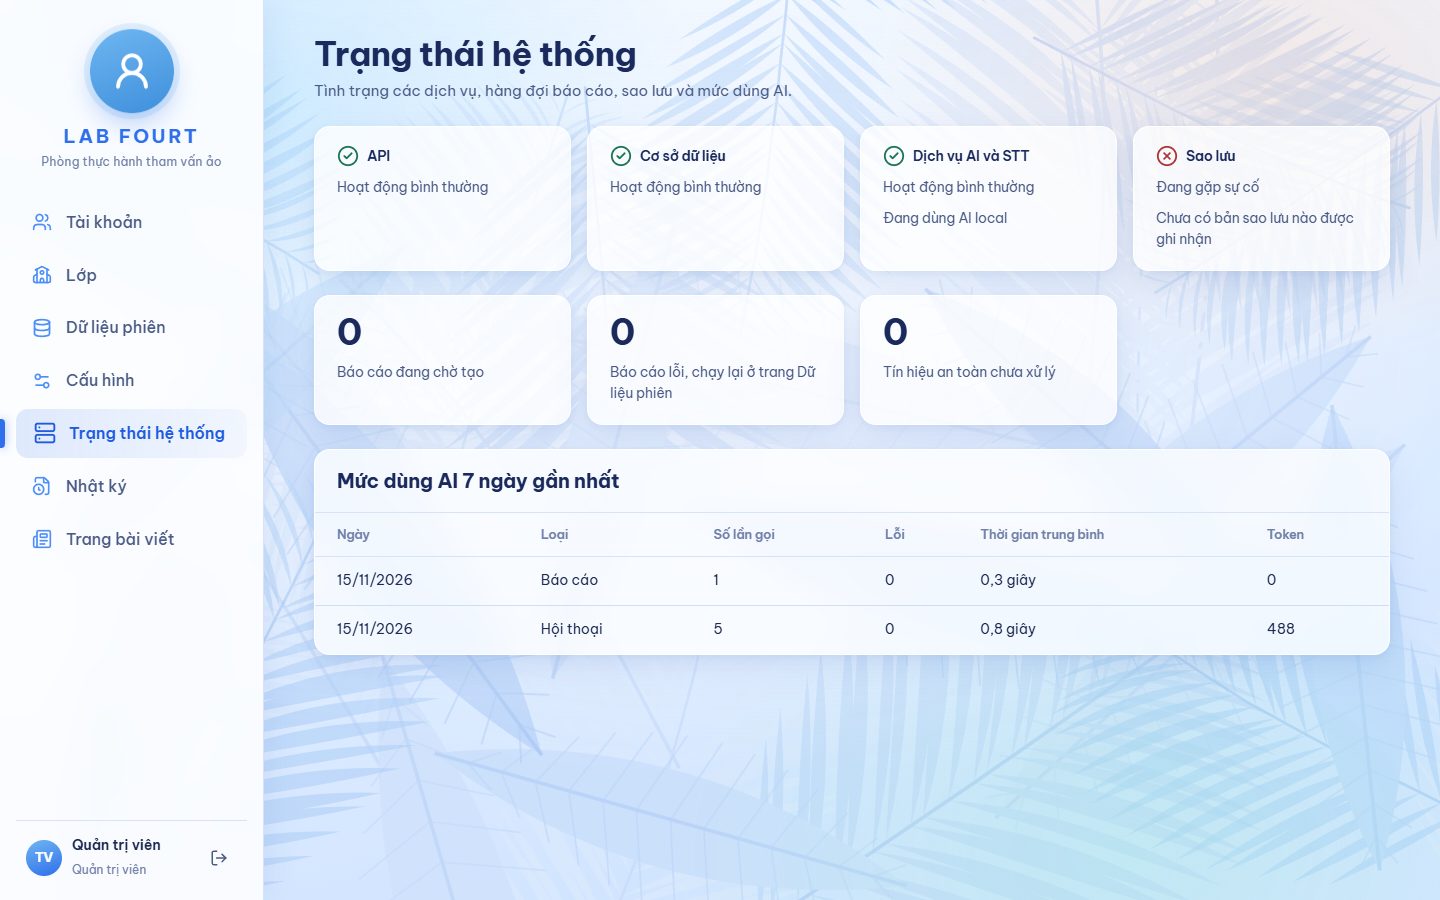 LAB FOURT
Phòng thực hành tham vấn ảo
Tài khoản
Lớp
Dữ liệu phiên
Cấu hình
Trạng thái hệ thống
Nhật ký
Trang bài viết
TV
Quản trị viên
Quản trị viên
Trạng thái hệ thống
Tình trạng các dịch vụ, hàng đợi báo cáo, sao lưu và mức dùng AI.
API
Hoạt động bình thường
Cơ sở dữ liệu
Hoạt động bình thường
Dịch vụ AI và STT
Hoạt động bình thường
Đang dùng AI local
Sao lưu
Đang gặp sự cố
Chưa có bản sao lưu nào được
ghi nhận
0
Báo cáo đang chờ tạo
0
Báo cáo lỗi, chạy lại ở trang Dữ
liệu phiên
0
Tín hiệu an toàn chưa xử lý
Mức dùng AI 7 ngày gần nhất
Ngày Loại Số lần gọi Lỗi Thời gian trung bình Token
15/11/2026 Báo cáo 1 0 0,3 giây 0
15/11/2026 Hội thoại 5 0 0,8 giây 488